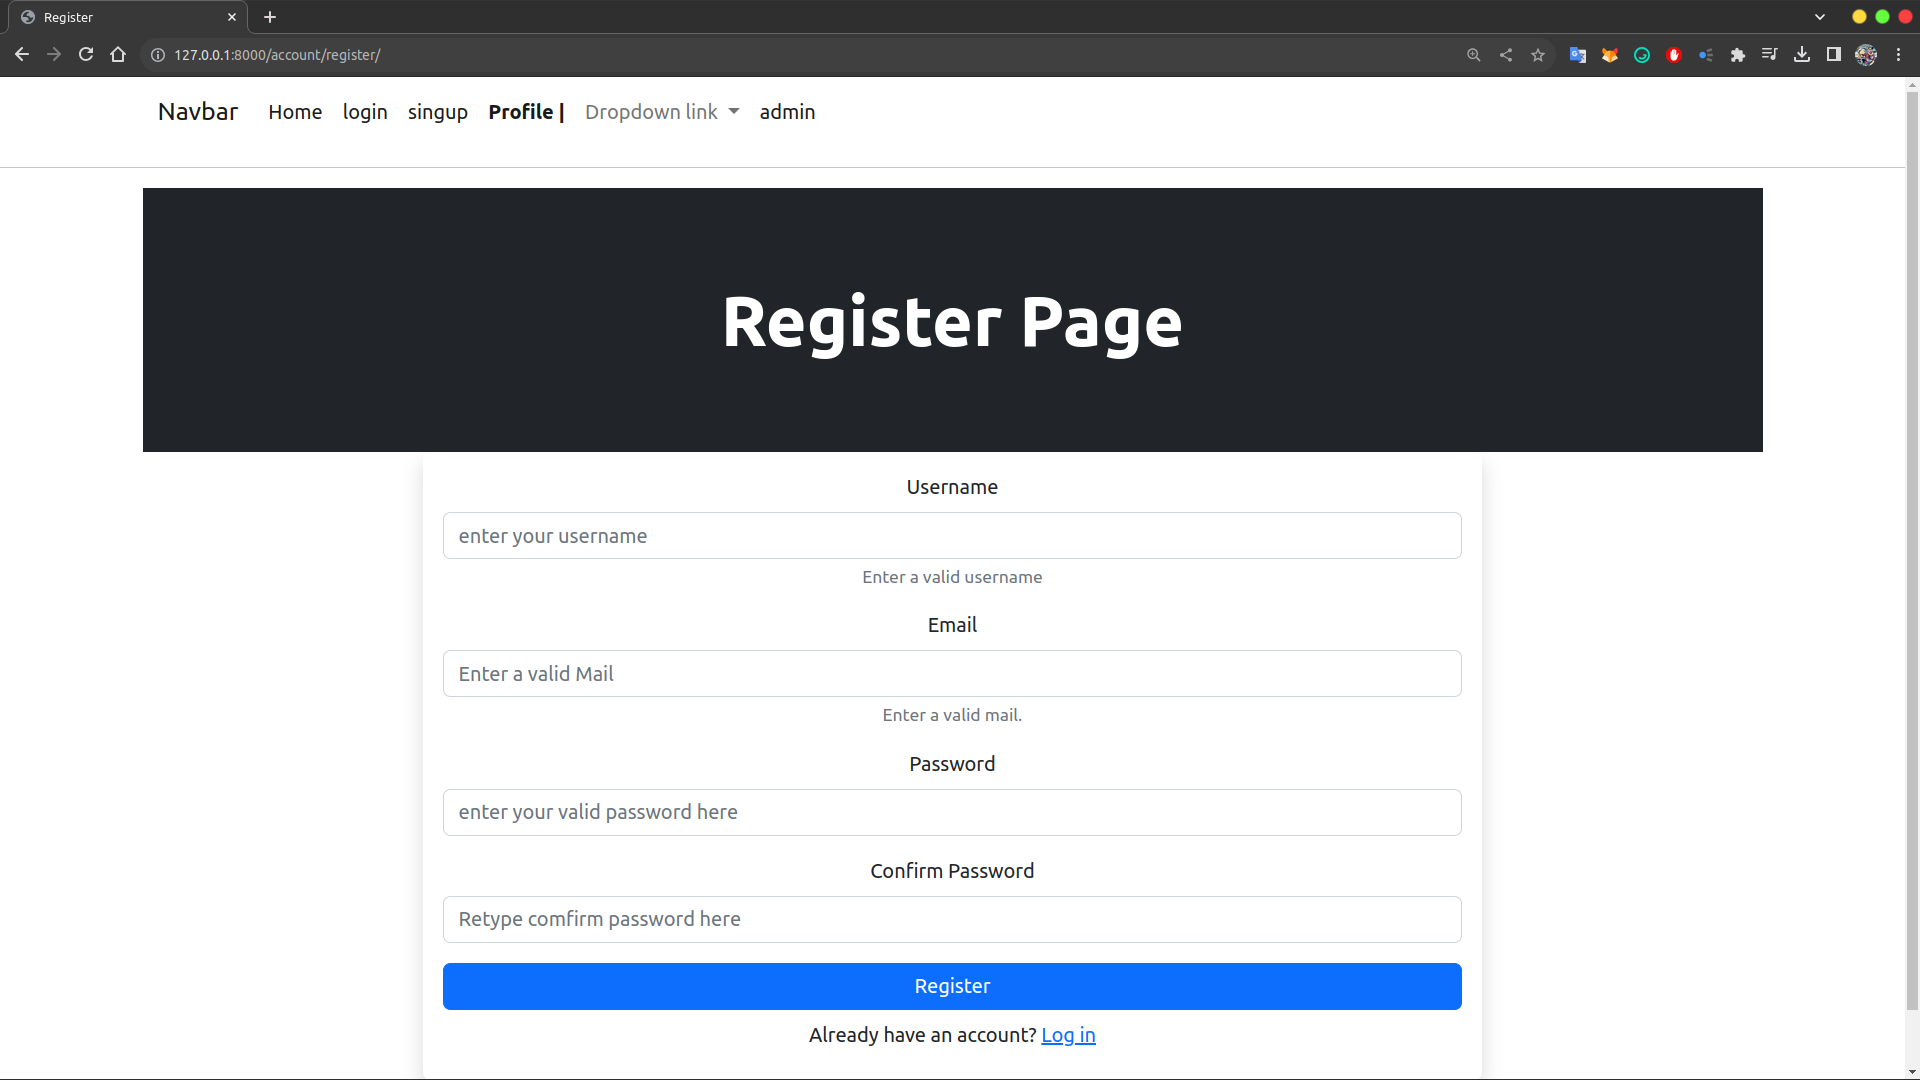 Register
127.0.0.1:8000/account/register/
Navbar Home login singup Profile | Dropdown link admin
Register Page
Username
enter your username
Enter a valid username
Email
Enter a valid Mail
Enter a valid mail.
Password
enter your valid password here
Confirm Password
Retype comfirm password here
Register
Already have an account? Log in